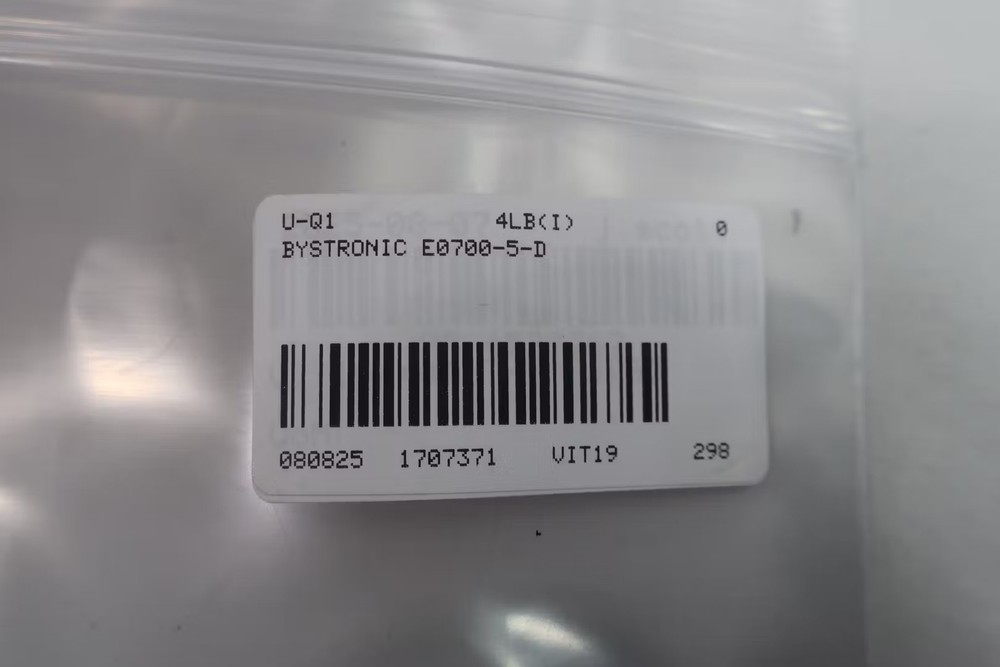 U-Q1 4LB(I) 0
BYSTRONIC E0700-5-D
080825 1707371 VIT19 298